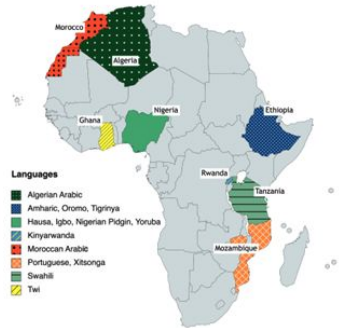 Morocco
Algeria
Nigeria
Ghana
Ethiopia
Rwanda
Tanzania
Mozambique
Languages
Algerian Arabic
Amharic, Oromo, Tigrinya
Hausa, Igbo, Nigerian Pidgin, Yoruba
Kinyarwanda
Moroccan Arabic
Portuguese, Xitsonga
Swahili
Twi